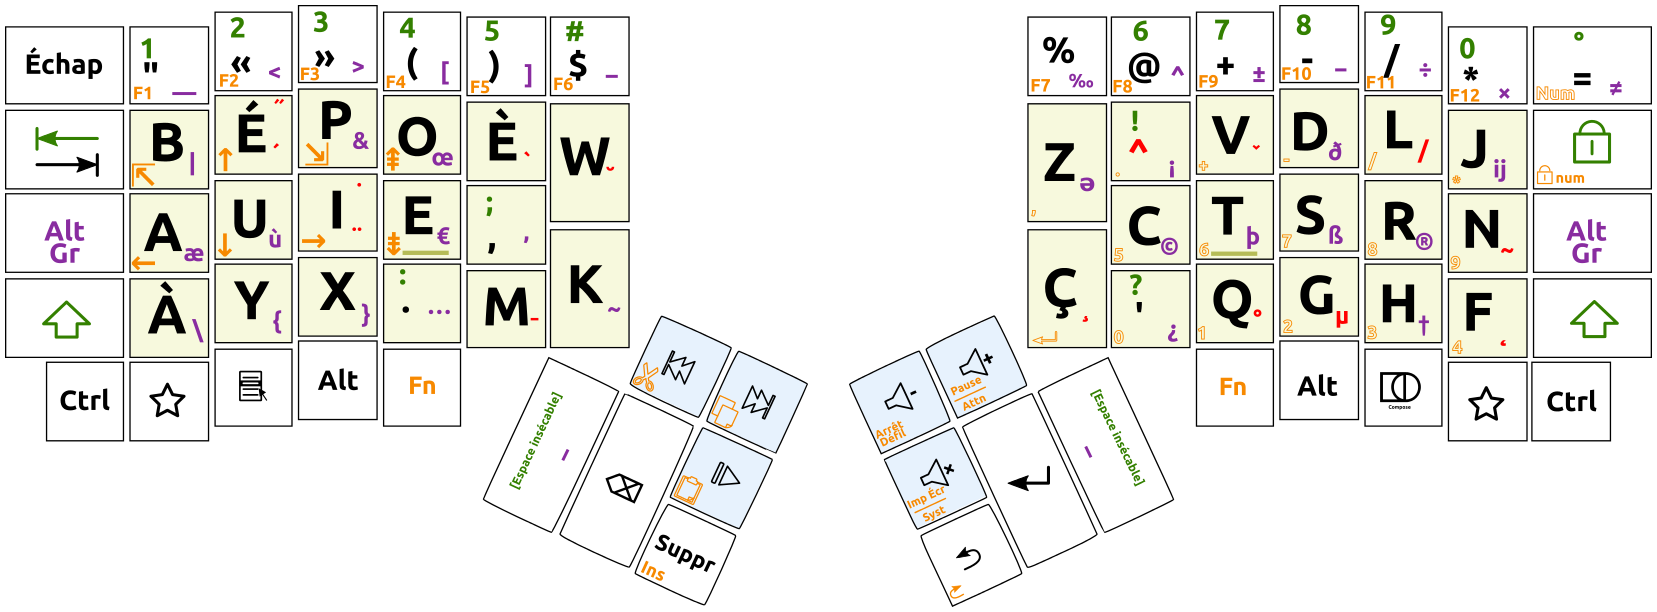 Échap
1 " F1 —
2 « F2 <
3 » F3 >
4 ( F4 [
5 ) F5 ]
# $ F6 –
% F7 ‰
6 @ F8 ^
7 + F9 ±
8 - F10 −
9 / F11 ÷
0 * F12 ×
° = Num ≠
B |
É ˝ ´
P &
O œ
È `
W ˘
Z ə ,
! ^ ¡ .
V ˇ +
D ð -
L / /
J ij *
num
Alt Gr
A æ
U ù
I ˙ ¨
E €
; , ’
K ~
C © 5
T þ 6
S ß 7
R ® 8
N ~ 9
Alt Gr
À \
Y {
X }
: . …
M ¯
Ç ¸
? ' ¿ 0
Q ˚ 1
G µ 2
H † 3
F 4
Ctrl
Alt
Fn
Fn
Alt
Compose
Ctrl
[Espace insécable]
Suppr
Ins
Arrêt
Défil
Pause
Attn
Imp Écr
Syst
[Espace insécable]